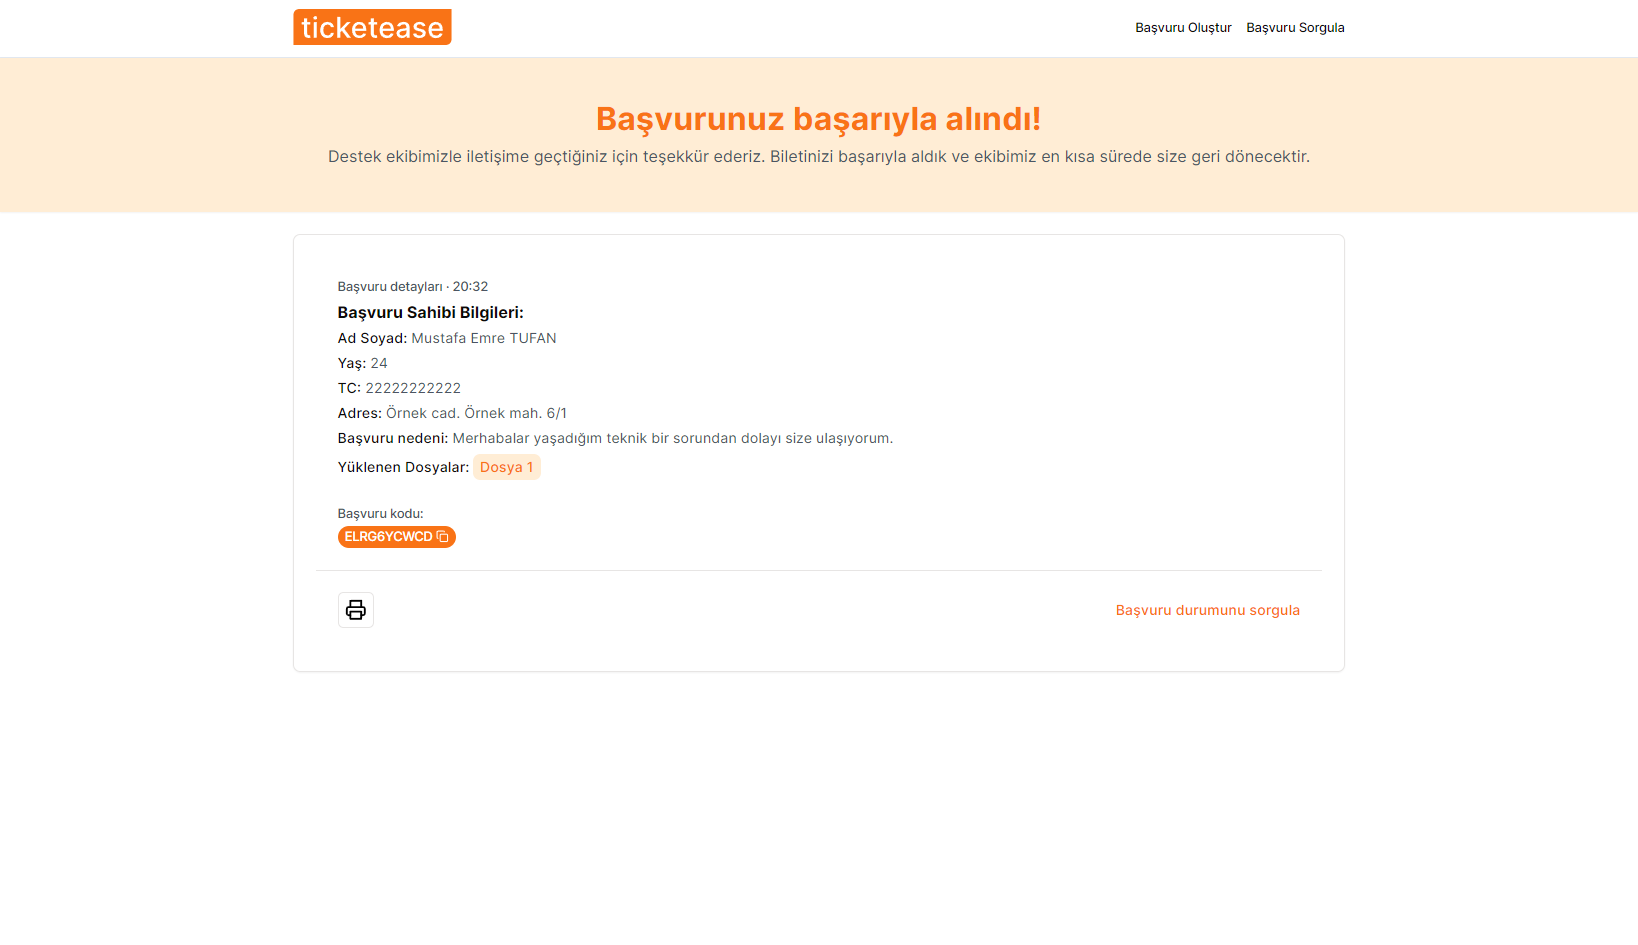 ticketease
Başvuru Oluştur Başvuru Sorgula
Başvurunuz başarıyla alındı!
Destek ekibimizle iletişime geçtiğiniz için teşekkür ederiz. Biletinizi başarıyla aldık ve ekibimiz en kısa sürede size geri dönecektir.
Başvuru detayları · 20:32
Başvuru Sahibi Bilgileri:
Ad Soyad: Mustafa Emre TUFAN
Yaş: 24
TC: 22222222222
Adres: Örnek cad. Örnek mah. 6/1
Başvuru nedeni: Merhabalar yaşadığım teknik bir sorundan dolayı size ulaşıyorum.
Yüklenen Dosyalar: Dosya 1
Başvuru kodu:
ELRG6YCWCD
Başvuru durumunu sorgula